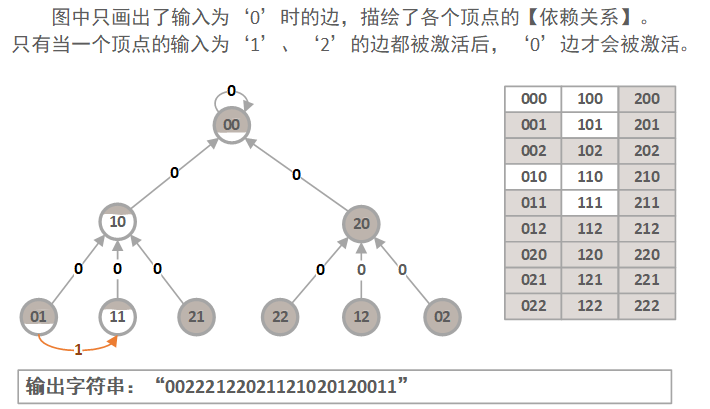 图中只画出了输入为‘0’时的边，描绘了各个顶点的【依赖关系】。
只有当一个顶点的输入为‘1’、‘2’的边都被激活后，‘0’边才会被激活。
0
00
0 0
10 20
0 0 0 0 0 0
01 11 21 22 12 02
1
000 100 200
001 101 201
002 102 202
010 110 210
011 111 211
012 112 212
020 120 220
021 121 221
022 122 222
输出字符串：“00222122021121020120011”